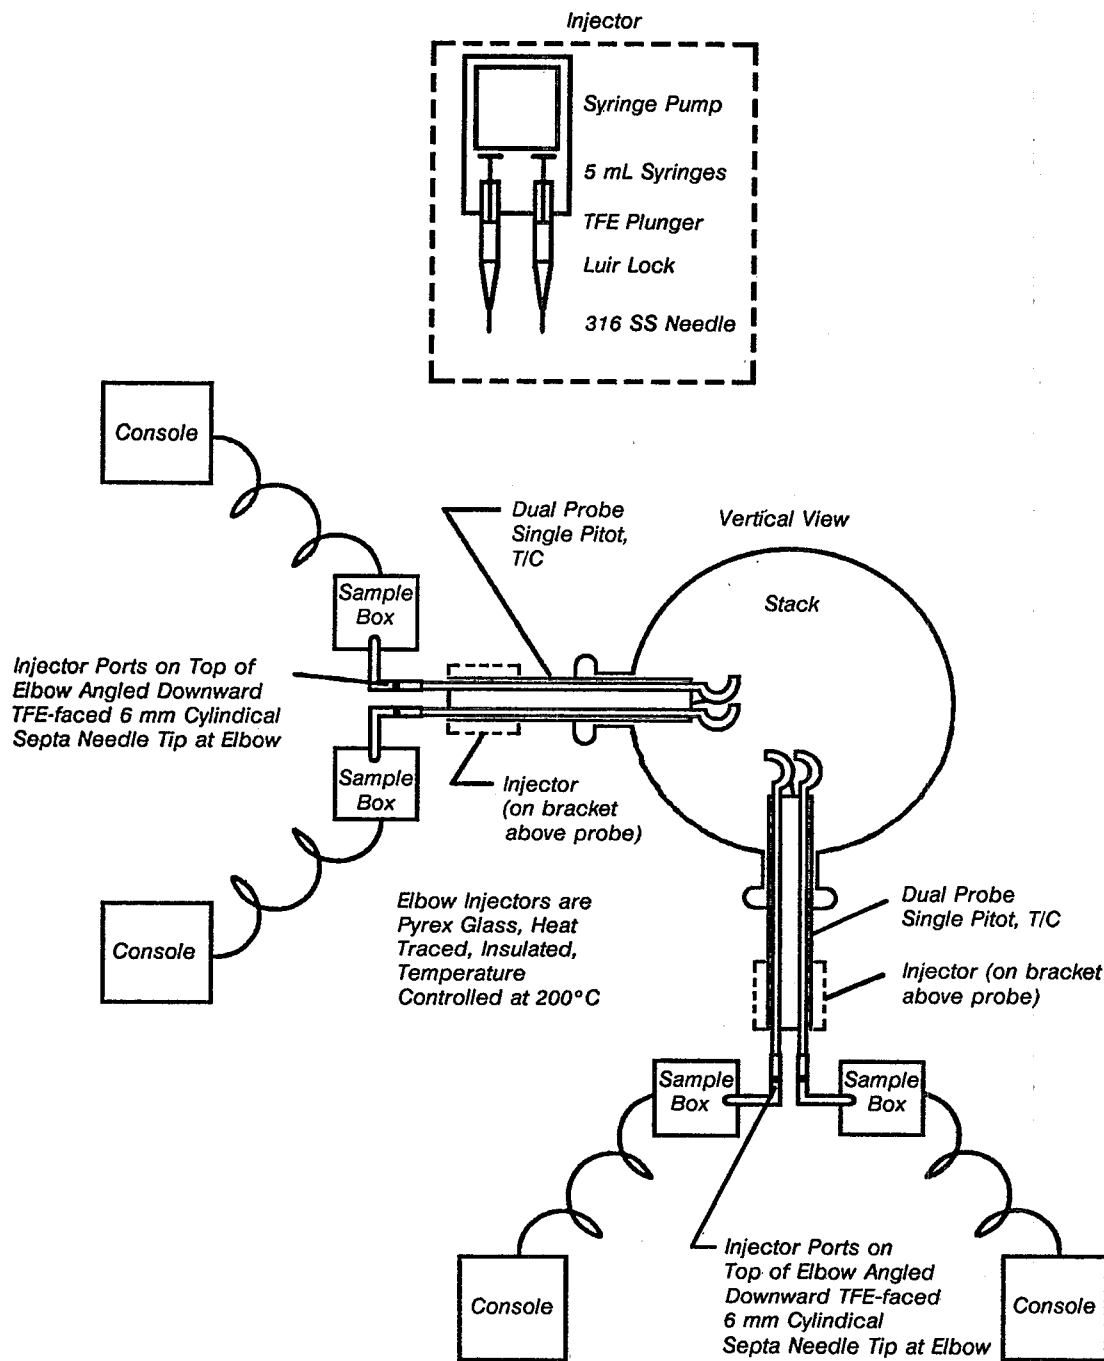 Injector
Syringe Pump
5 mL Syringes
TFE Plunger
Luir Lock
316 SS Needle
Console
Dual Probe
Single Pitot,
T/C
Vertical View
Stack
Sample
Box
Injector Ports on Top of
Elbow Angled Downward
TFE-faced 6 mm Cylindical
Septa Needle Tip at Elbow
Sample
Box
Injector
(on bracket
above probe)
Console
Elbow Injectors are
Pyrex Glass, Heat
Traced, Insulated,
Temperature
Controlled at 200°C
Dual Probe
Single Pitot, T/C
Injector (on bracket
above probe)
Sample
Box
Sample
Box
Injector Ports on
Top of Elbow Angled
Downward TFE-faced
6 mm Cylindical
Septa Needle Tip at Elbow
Console
Console